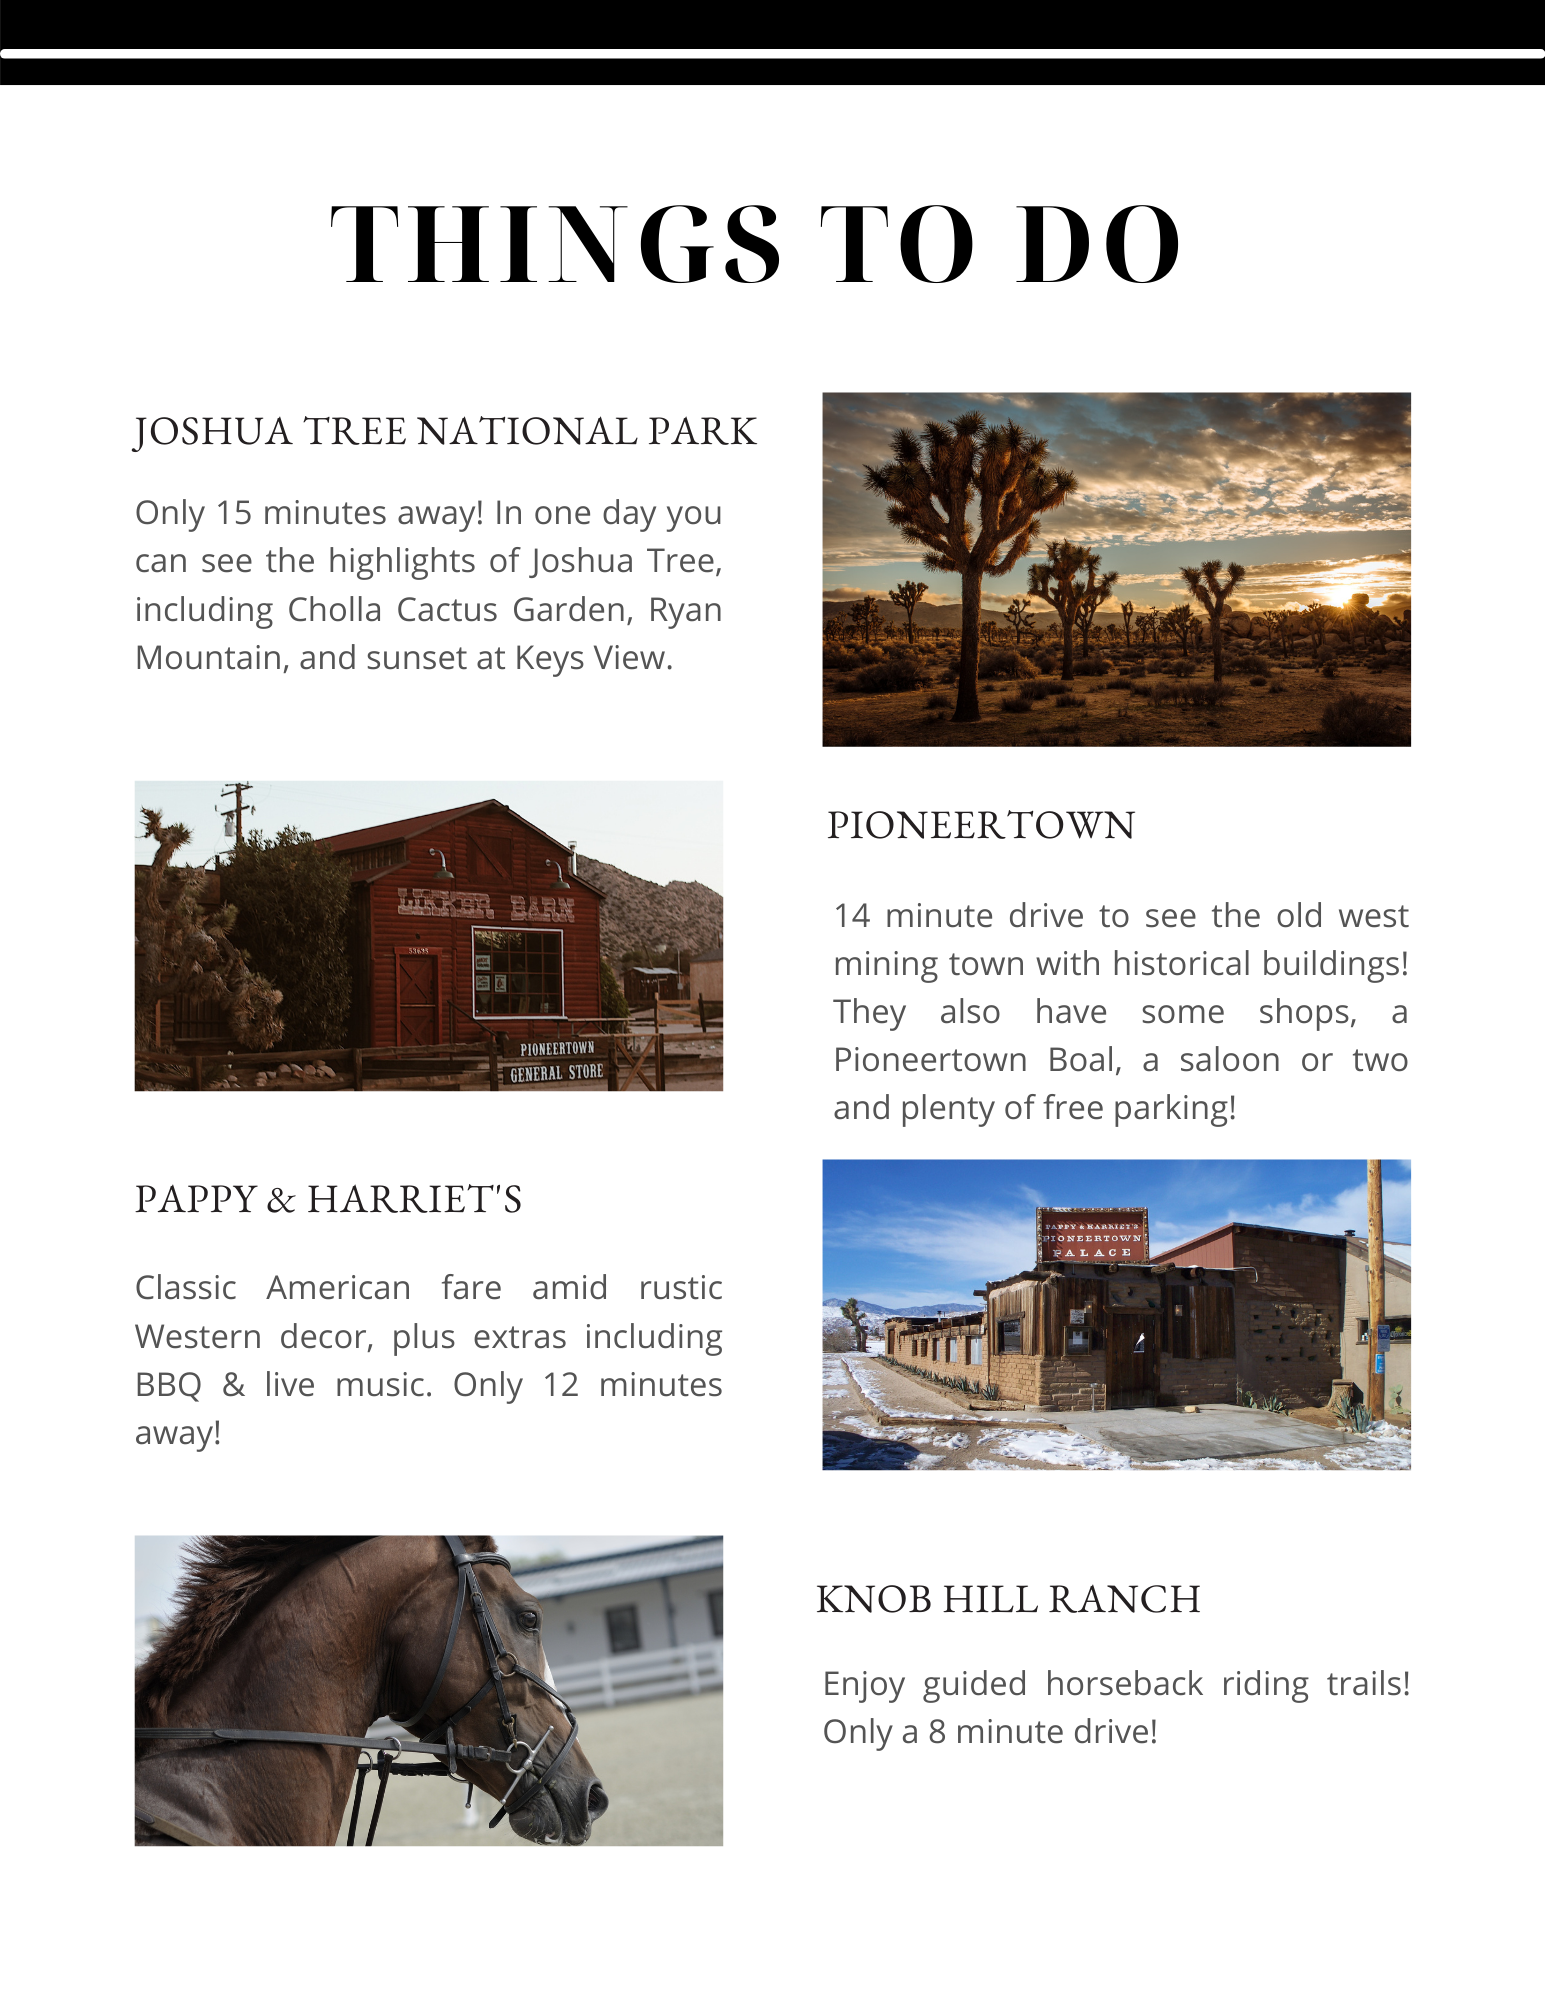 THINGS TO DO
JOSHUA TREE NATIONAL PARK
Only 15 minutes away! In one day you
can see the highlights of Joshua Tree,
including Cholla Cactus Garden, Ryan
Mountain, and sunset at Keys View.
LIKKER BARN
53635
PIONEERTOWN
GENERAL STORE
PIONEERTOWN
14 minute drive to see the old west
mining town with historical buildings!
They also have some shops, a
Pioneertown Boal, a saloon or two
and plenty of free parking!
PAPPY & HARRIET'S
Classic American fare amid rustic
Western decor, plus extras including
BBQ & live music. Only 12 minutes
away!
PAPPY & HARRIET'S
PIONEERTOWN
PALACE
KNOB HILL RANCH
Enjoy guided horseback riding trails!
Only a 8 minute drive!